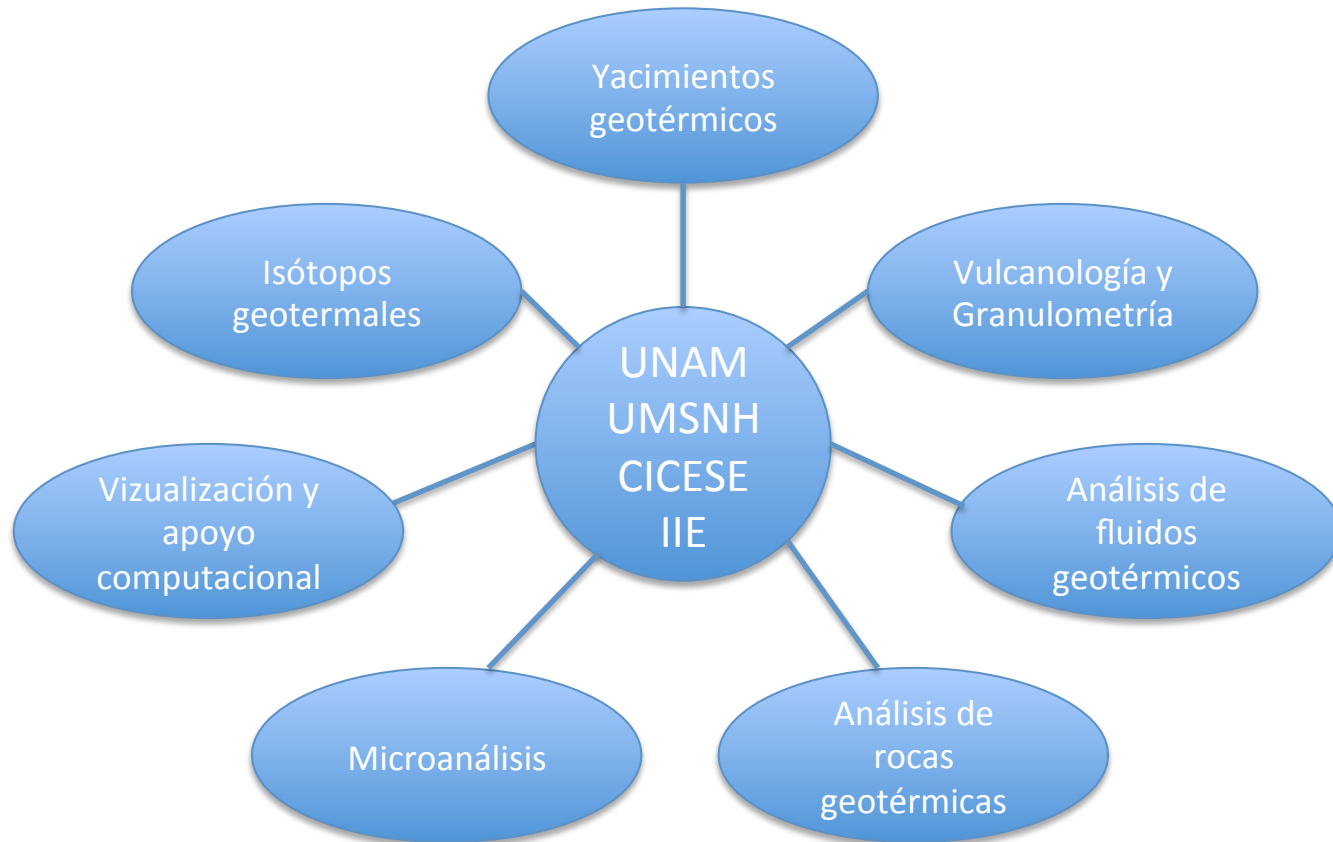 Yacimientos
geotérmicos
Isótopos
geotermales
Vulcanología y
Granulometría
UNAM
UMSNH
CICESE
IIE
Vizualización y
apoyo
computacional
Análisis de
fluidos
geotérmicos
Microanálisis
Análisis de
rocas
geotérmicas